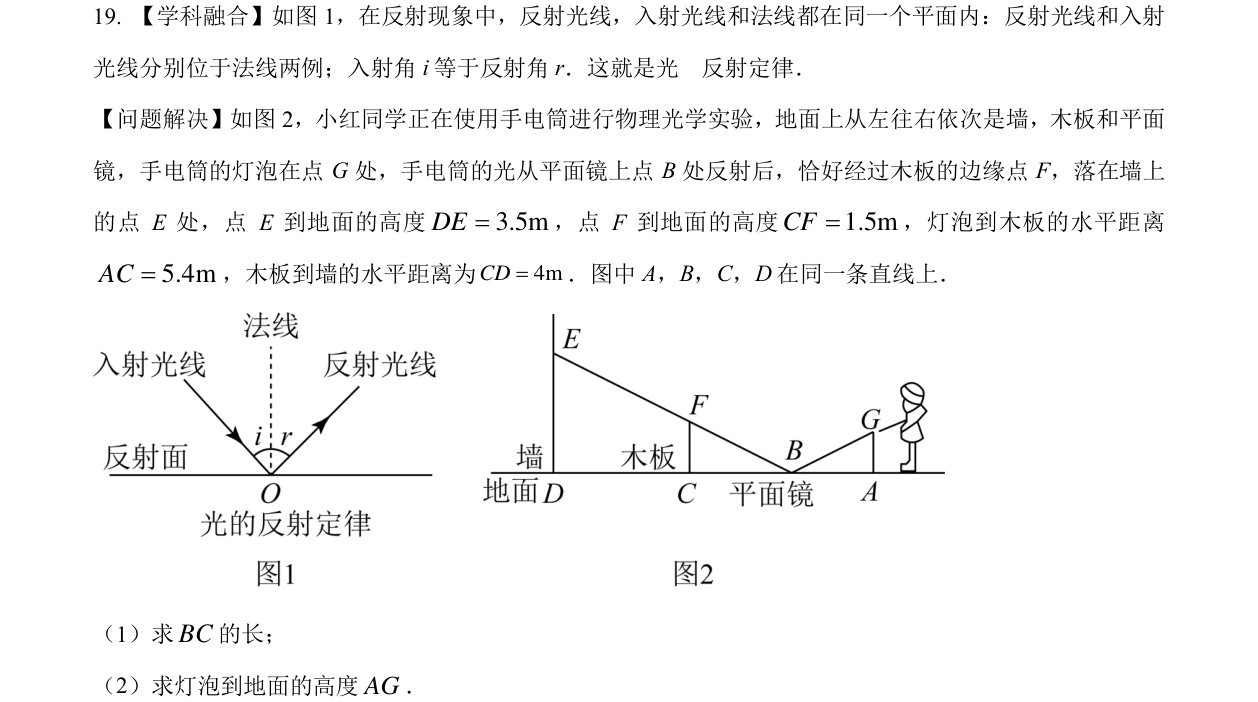 19. 【学科融合】如图 1，在反射现象中，反射光线，入射光线和法线都在同一个平面内：反射光线和入射
光线分别位于法线两例；入射角 i 等于反射角 r．这就是光　反射定律．
【问题解决】如图 2，小红同学正在使用手电筒进行物理光学实验，地面上从左往右依次是墙，木板和平面
镜，手电筒的灯泡在点 G 处，手电筒的光从平面镜上点 B 处反射后，恰好经过木板的边缘点 F，落在墙上
的点 E 处，点 E 到地面的高度 DE = 3.5m，点 F 到地面的高度 CF = 1.5m，灯泡到木板的水平距离
AC = 5.4m，木板到墙的水平距离为 CD = 4m．图中 A，B，C，D 在同一条直线上．
法线
入射光线 反射光线
i r
反射面
O
光的反射定律
图1
E
F
G
B
墙 木板
地面 D C 平面镜 A
图2
（1）求 BC 的长；
（2）求灯泡到地面的高度 AG．